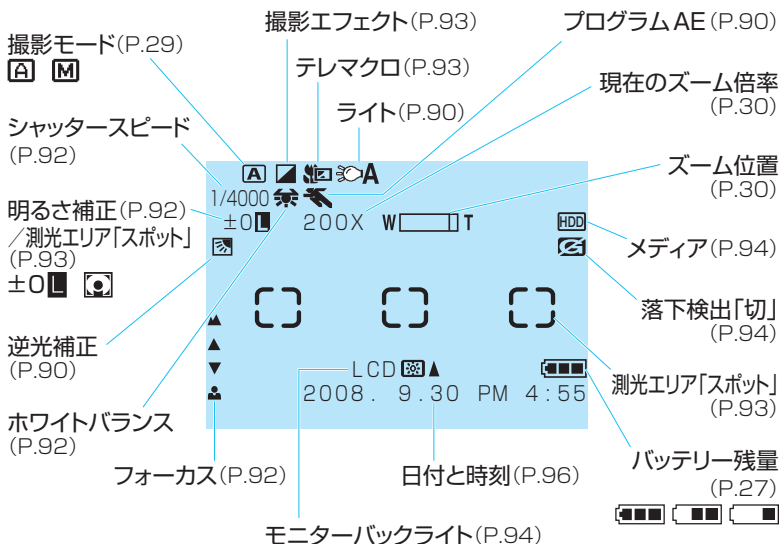 撮影エフェクト(P.93)
プログラムAE(P.90)
撮影モード(P.29)
A M
テレマクロ(P.93)
現在のズーム倍率
(P.30)
ライト(P.90)
シャッタースピード
(P.92)
ズーム位置
(P.30)
A A
1/4000
明るさ補正(P.92)
/測光エリア「スポット」
(P.93)
±0L
±0L 200X W T HDD
メディア(P.94)
落下検出「切」
(P.94)
逆光補正
(P.90)
LCD
2008. 9.30 PM 4:55
測光エリア「スポット」
(P.93)
ホワイトバランス
(P.92)
フォーカス(P.92)
日付と時刻(P.96)
バッテリー残量
(P.27)
モニターバックライト(P.94)